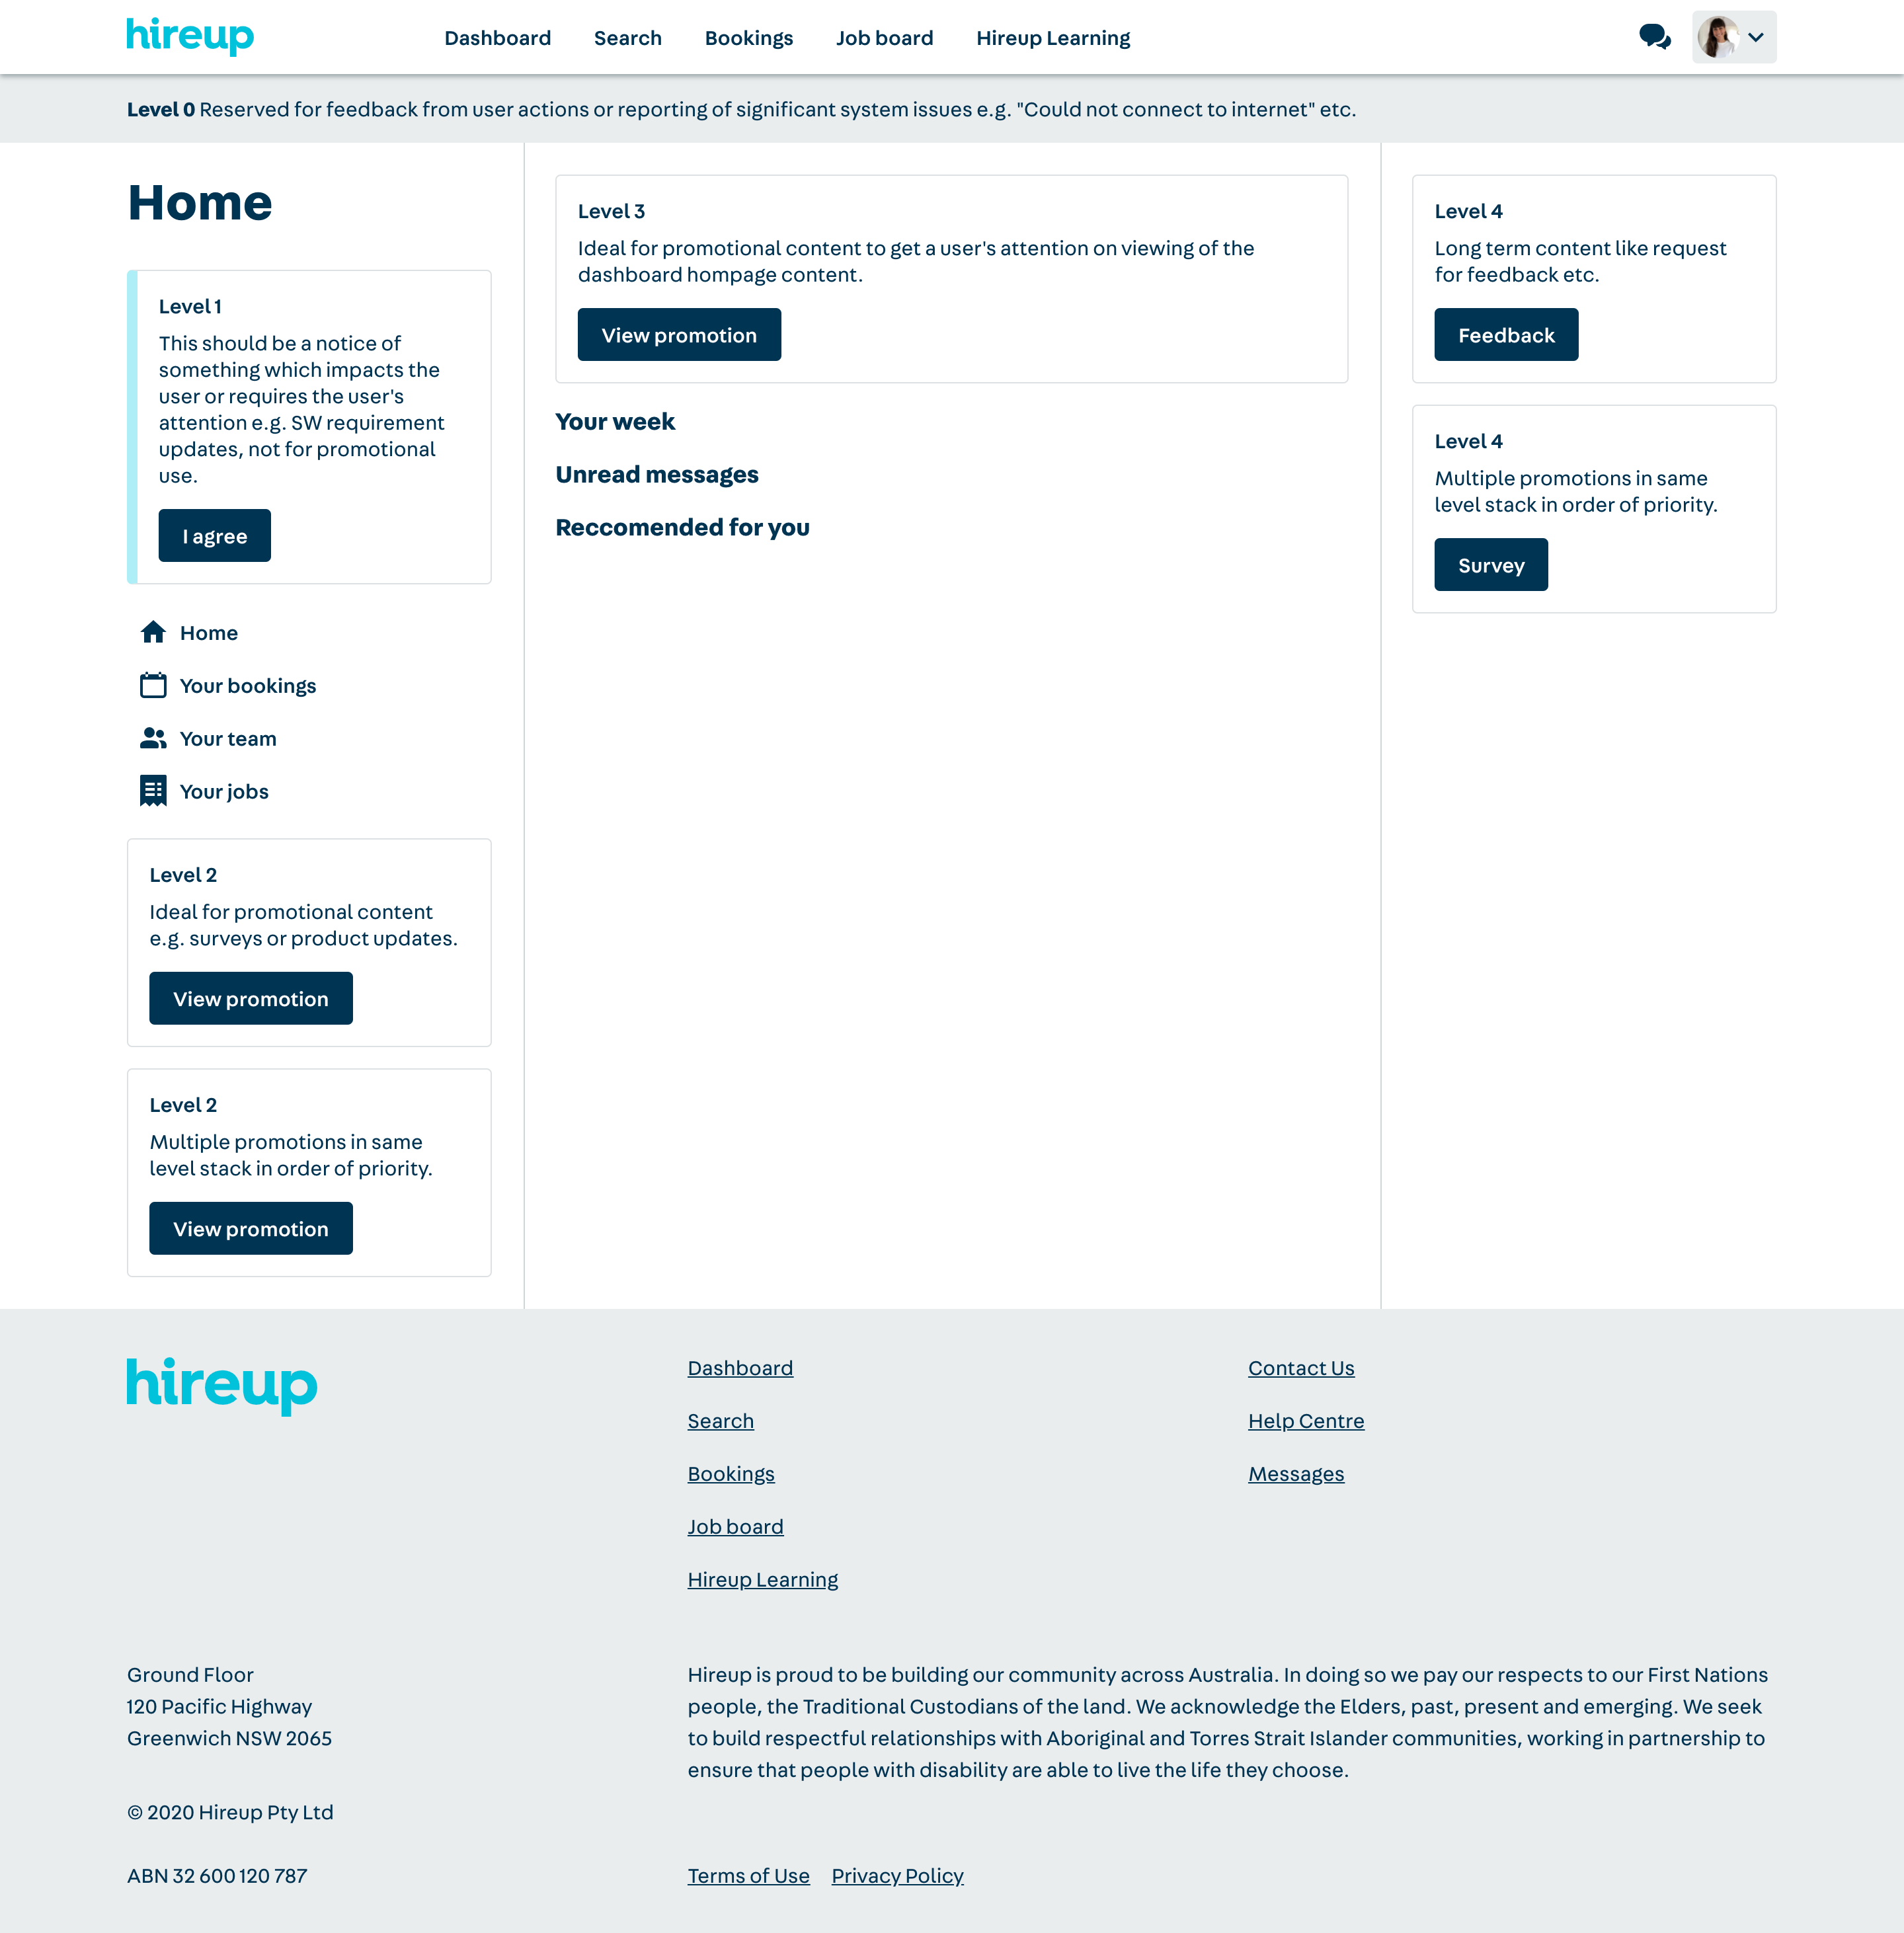 hireup
Dashboard
Search
Bookings
Job board
Hireup Learning
Level 0 Reserved for feedback from user actions or reporting of significant system issues e.g. "Could not connect to internet" etc.
Home
Level 1
This should be a notice of
something which impacts the
user or requires the user's
attention e.g. SW requirement
updates, not for promotional
use.
I agree
Home
Your bookings
Your team
Your jobs
Level 2
Ideal for promotional content
e.g. surveys or product updates.
View promotion
Level 2
Multiple promotions in same
level stack in order of priority.
View promotion
Level 3
Ideal for promotional content to get a user's attention on viewing of the
dashboard hompage content.
View promotion
Your week
Unread messages
Reccomended for you
Level 4
Long term content like request
for feedback etc.
Feedback
Level 4
Multiple promotions in same
level stack in order of priority.
Survey
hireup
Dashboard
Search
Bookings
Job board
Hireup Learning
Contact Us
Help Centre
Messages
Ground Floor
120 Pacific Highway
Greenwich NSW 2065
© 2020 Hireup Pty Ltd
ABN 32 600 120 787
Hireup is proud to be building our community across Australia. In doing so we pay our respects to our First Nations
people, the Traditional Custodians of the land. We acknowledge the Elders, past, present and emerging. We seek
to build respectful relationships with Aboriginal and Torres Strait Islander communities, working in partnership to
ensure that people with disability are able to live the life they choose.
Terms of Use
Privacy Policy